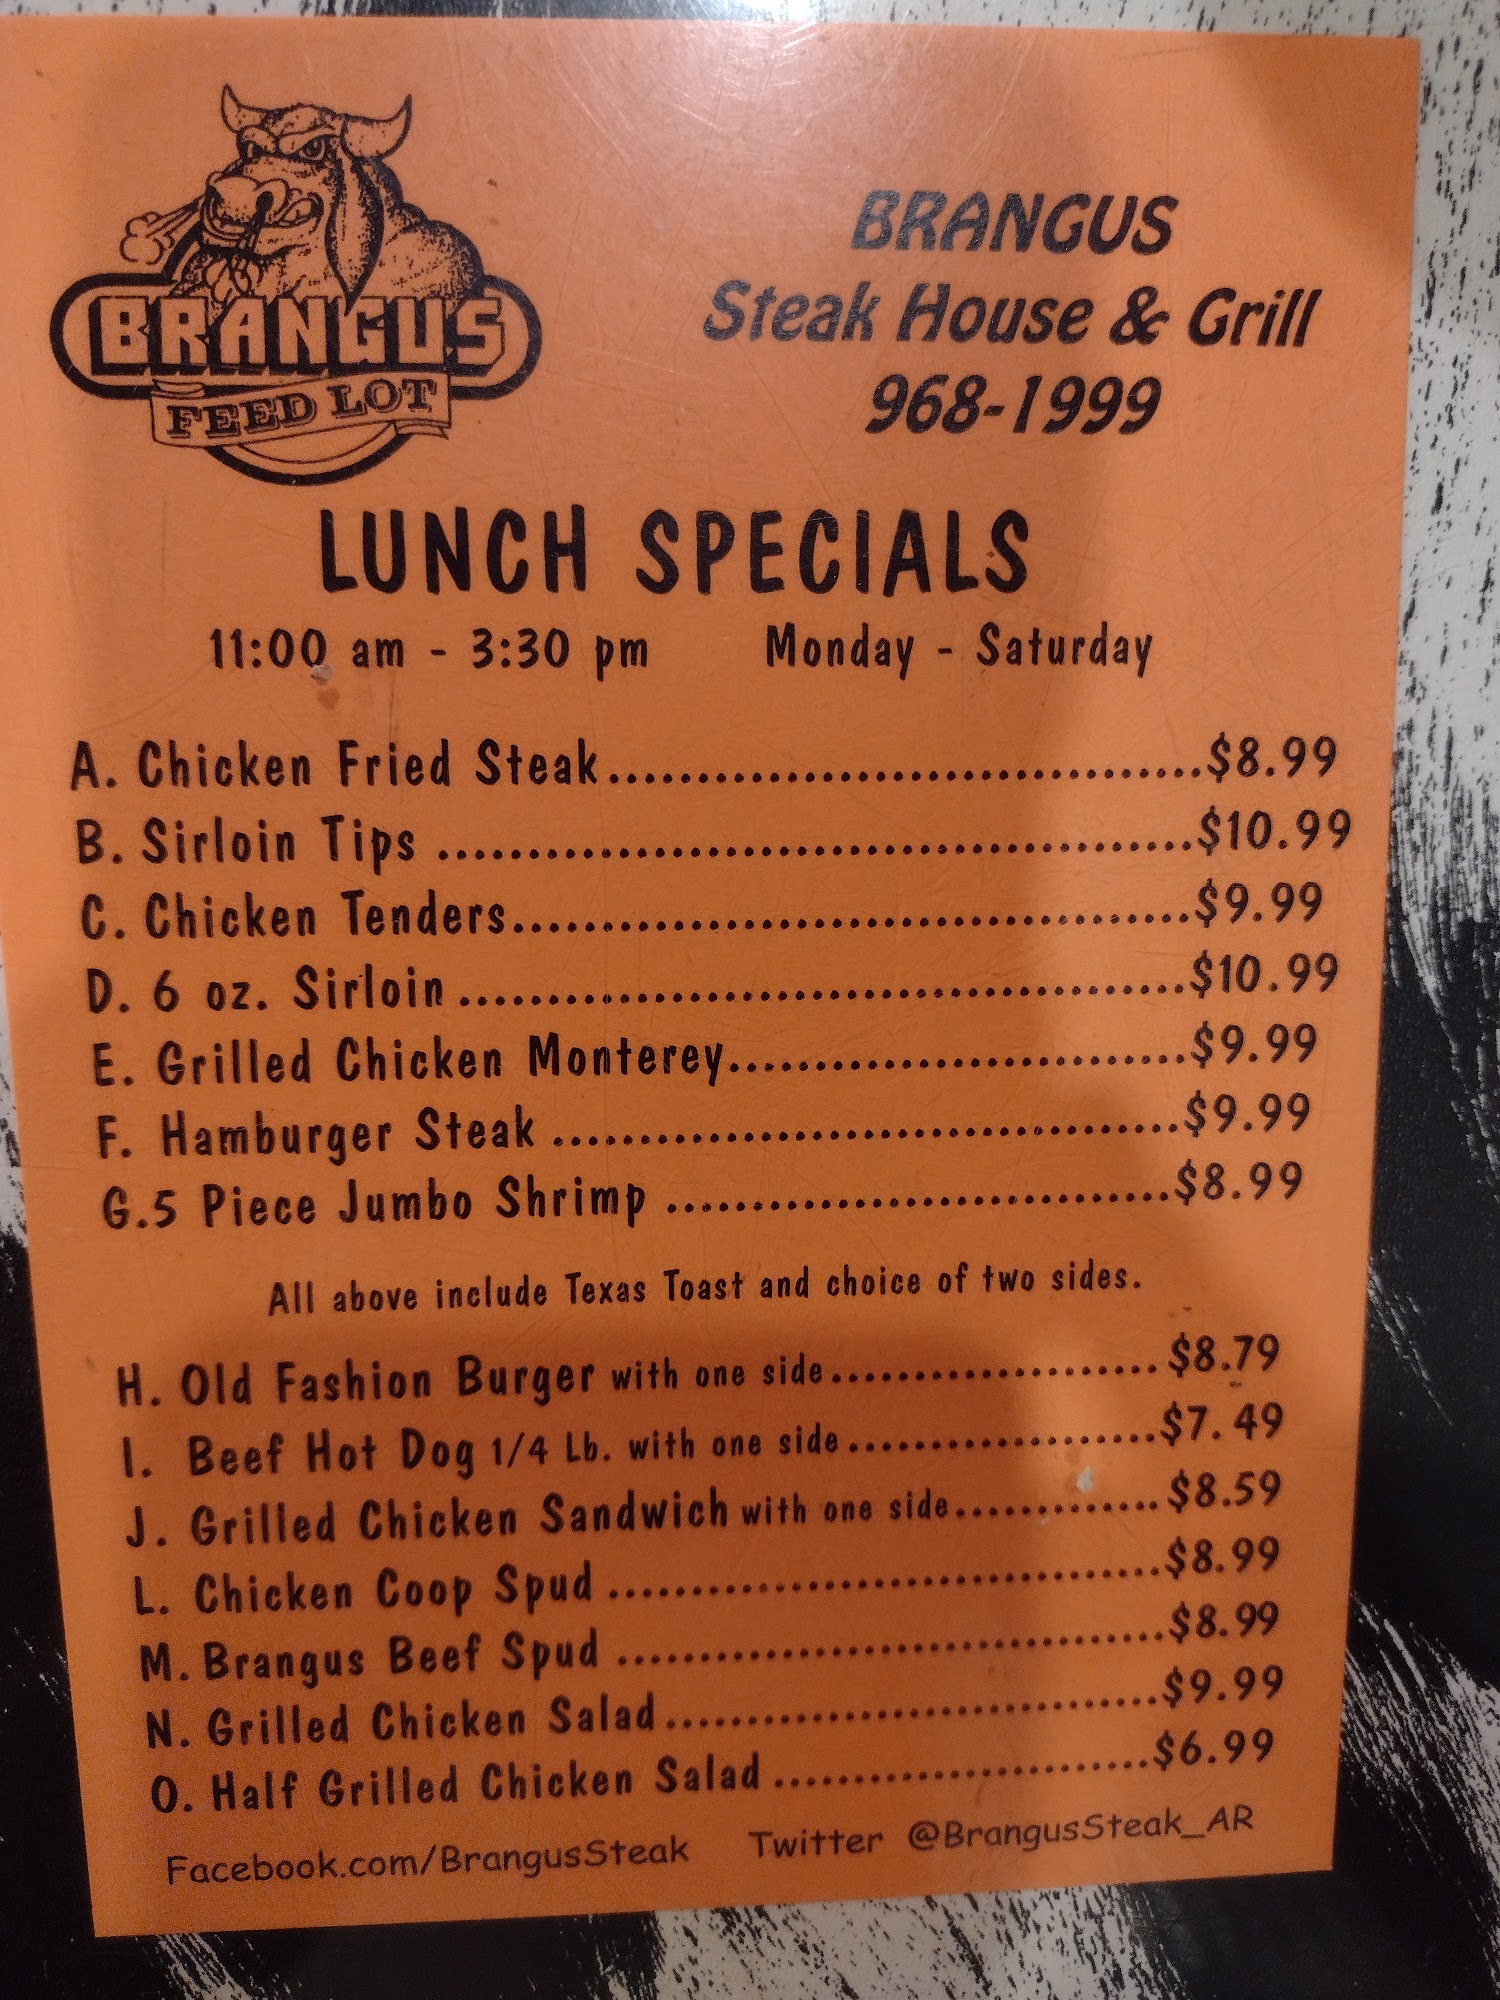 BRANGUS
FEED LOT
BRANGUS
Steak House & Grill
968-1999
LUNCH SPECIALS
11:00 am - 3:30 pm Monday - Saturday
A. Chicken Fried Steak.................................$8.99
B. Sirloin Tips ..........................................$10.99
C. Chicken Tenders......................................$9.99
D. 6 oz. Sirloin ........................................$10.99
E. Grilled Chicken Monterey..........................$9.99
F. Hamburger Steak ....................................$9.99
G.5 Piece Jumbo Shrimp ..............................$8.99
All above include Texas Toast and choice of two sides.
H. Old Fashion Burger with one side.................... $8.79
I. Beef Hot Dog 1/4 Lb. with one side...................$7.49
J. Grilled Chicken Sandwich with one side............. $8.59
L. Chicken Coop Spud ..................................$8.99
M. Brangus Beef Spud ..................................$8.99
N. Grilled Chicken Salad...............................$9.99
O. Half Grilled Chicken Salad ........................$6.99
Facebook.com/BrangusSteak Twitter @BrangusSteak_AR